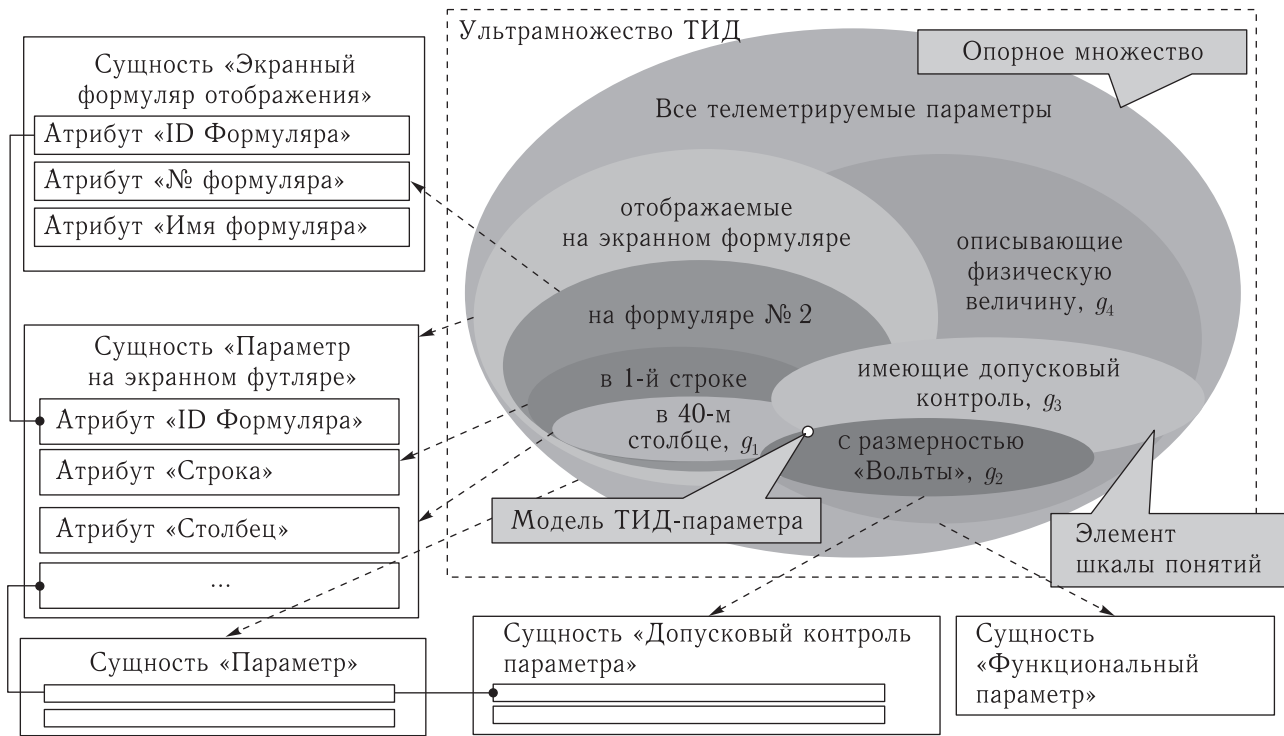 Сущность «Экранный
формуляр отображения»
Атрибут «ID Формуляра»
Атрибут «№ формуляра»
Атрибут «Имя формуляра»
Сущность «Параметр
на экранном футляре»
Атрибут «ID Формуляра»
Атрибут «Строка»
Атрибут «Столбец»
...
Сущность «Параметр»
Ультрамножество ТИД
Опорное множество
Все телеметрируемые параметры
отображаемые
на экранном формуляре
описывающие
физическую
величину, g4
на формуляре № 2
в 1-й строке
в 40-м
столбце, g1
имеющие допусковый
контроль, g3
с размерностью
«Вольты», g2
Модель ТИД-параметра
Элемент
шкалы понятий
Сущность «Допусковый контроль
параметра»
Сущность
«Функциональный
параметр»